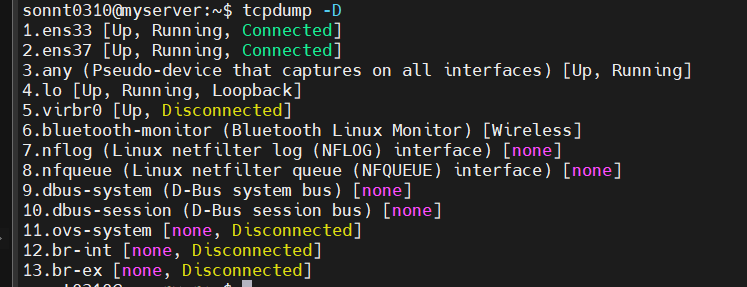 sonnt0310@myserver:~$ tcpdump -D
1.ens33 [Up, Running, Connected]
2.ens37 [Up, Running, Connected]
3.any (Pseudo-device that captures on all interfaces) [Up, Running]
4.lo [Up, Running, Loopback]
5.virbr0 [Up, Disconnected]
6.bluetooth-monitor (Bluetooth Linux Monitor) [Wireless]
7.nflog (Linux netfilter log (NFLOG) interface) [none]
8.nfqueue (Linux netfilter queue (NFQUEUE) interface) [none]
9.dbus-system (D-Bus system bus) [none]
10.dbus-session (D-Bus session bus) [none]
11.ovs-system [none, Disconnected]
12.br-int [none, Disconnected]
13.br-ex [none, Disconnected]